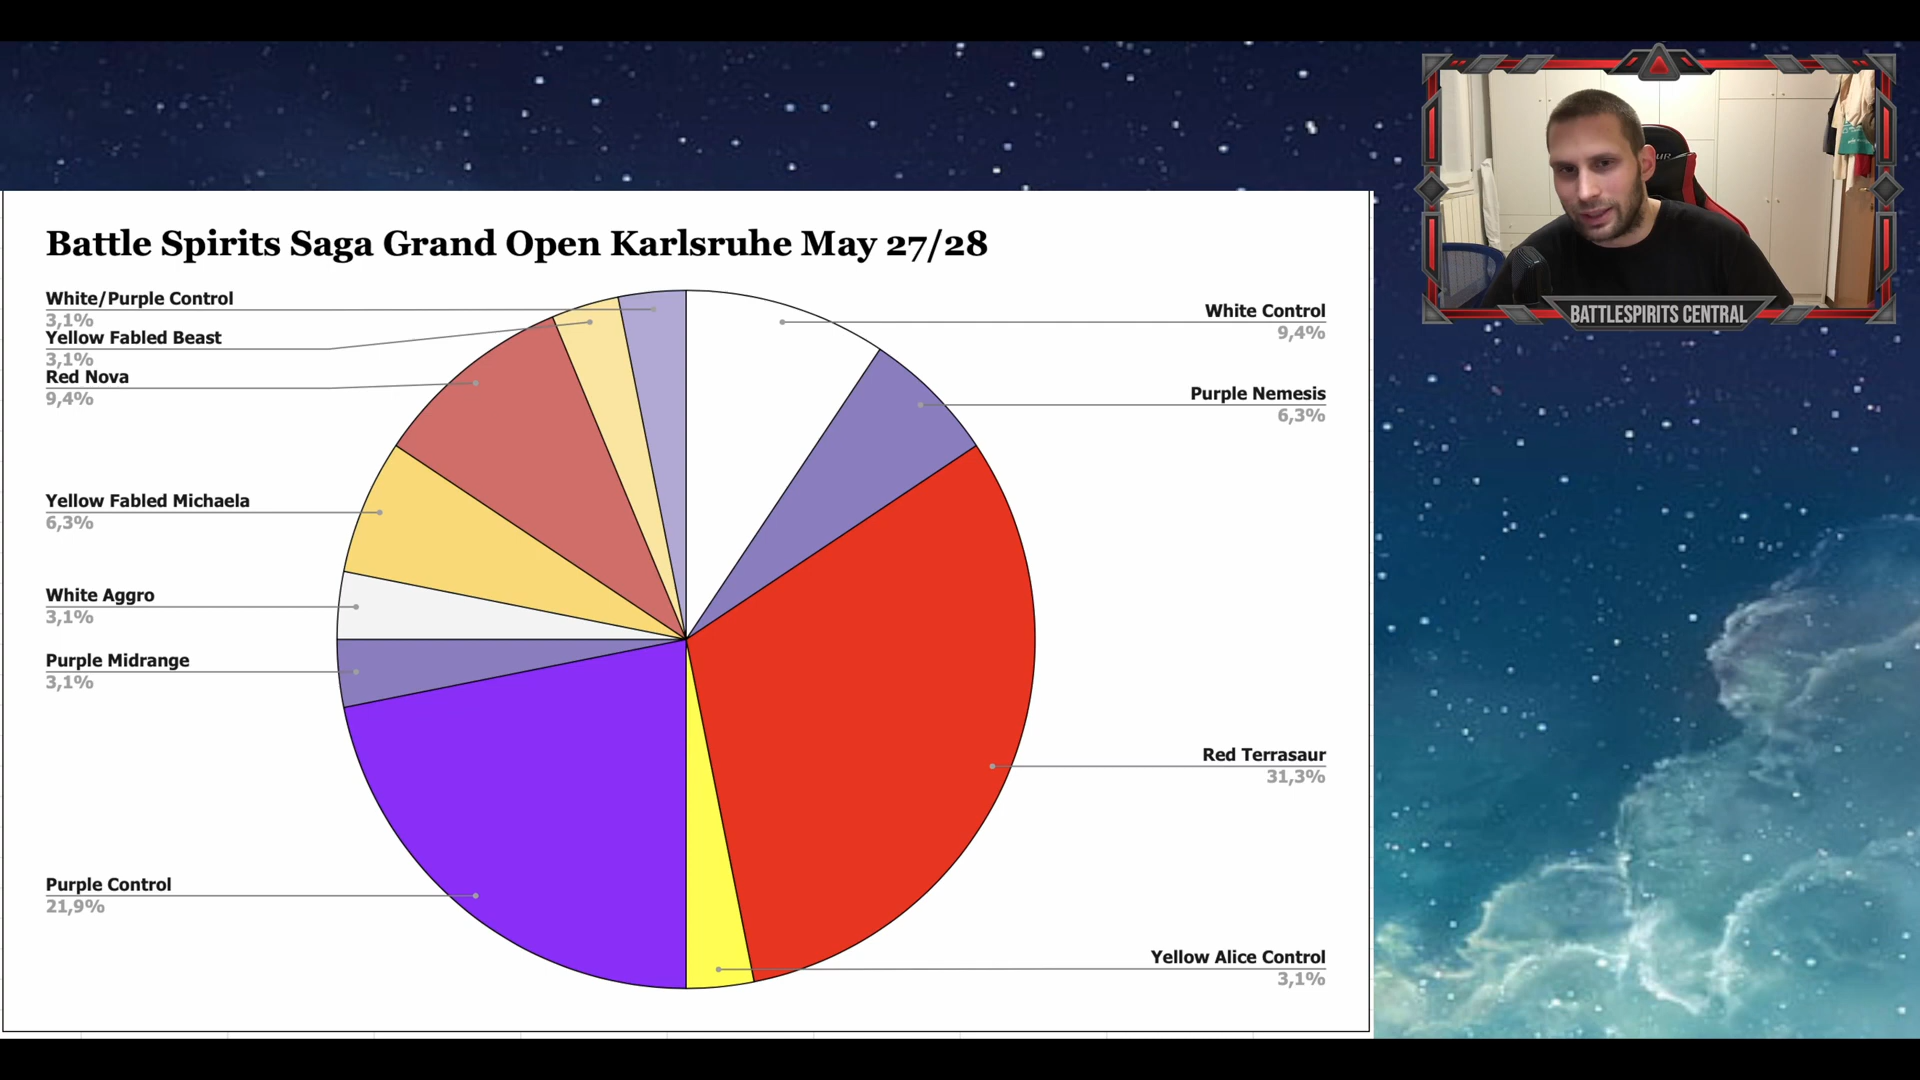 Battle Spirits Saga Grand Open Karlsruhe May 27/28
White/Purple Control
3,1%
Yellow Fabled Beast
3,1%
Red Nova
9,4%
Yellow Fabled Michaela
6,3%
White Aggro
3,1%
Purple Midrange
3,1%
Purple Control
21,9%
White Control
9,4%
Purple Nemesis
6,3%
Red Terrasaur
31,3%
Yellow Alice Control
3,1%
BATTLESPIRITS CENTRAL